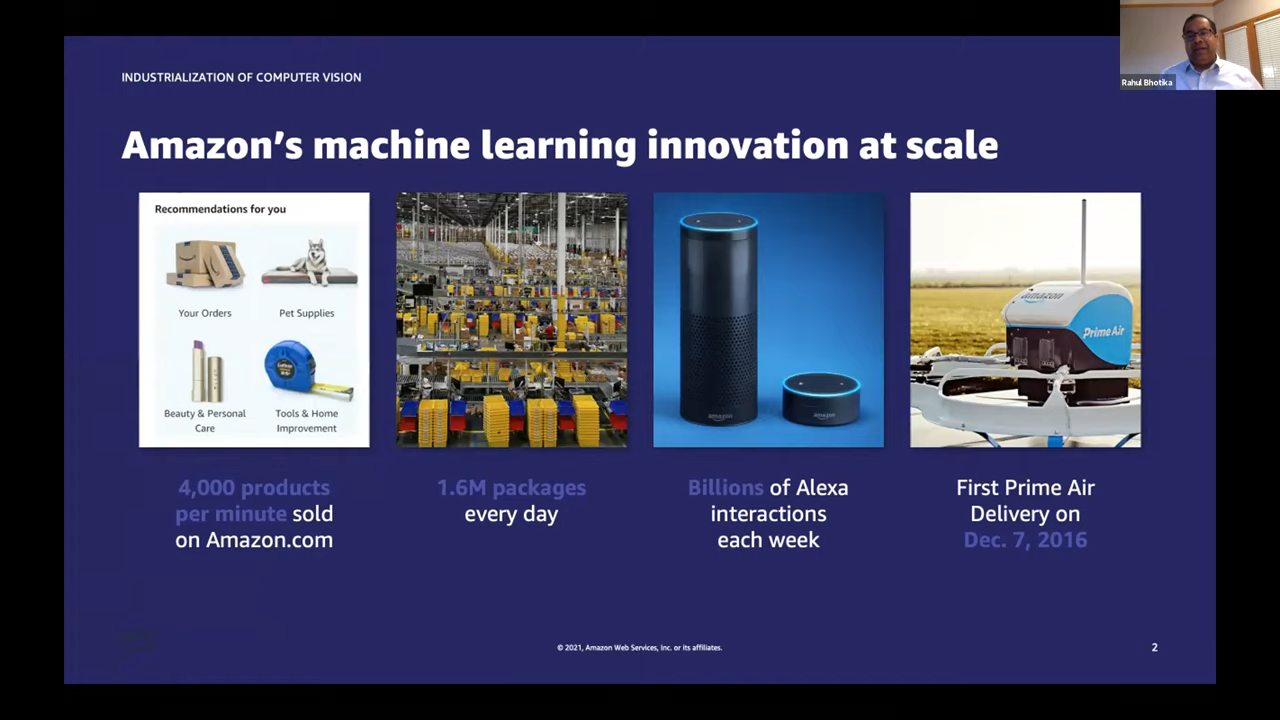 INDUSTRIALIZATION OF COMPUTER VISION
Rahul Bhotika
Amazon's machine learning innovation at scale
Recommendations for you
Your Orders
Pet Supplies
Beauty & Personal
Care
Tools & Home
Improvement
amazon
amazon
amazon
Prime Air
4,000 products
per minute sold
on Amazon.com
1.6M packages
every day
Billions of Alexa
interactions
each week
First Prime Air
Delivery on
Dec. 7, 2016
© 2021, Amazon Web Services, Inc. or its affiliates.
2